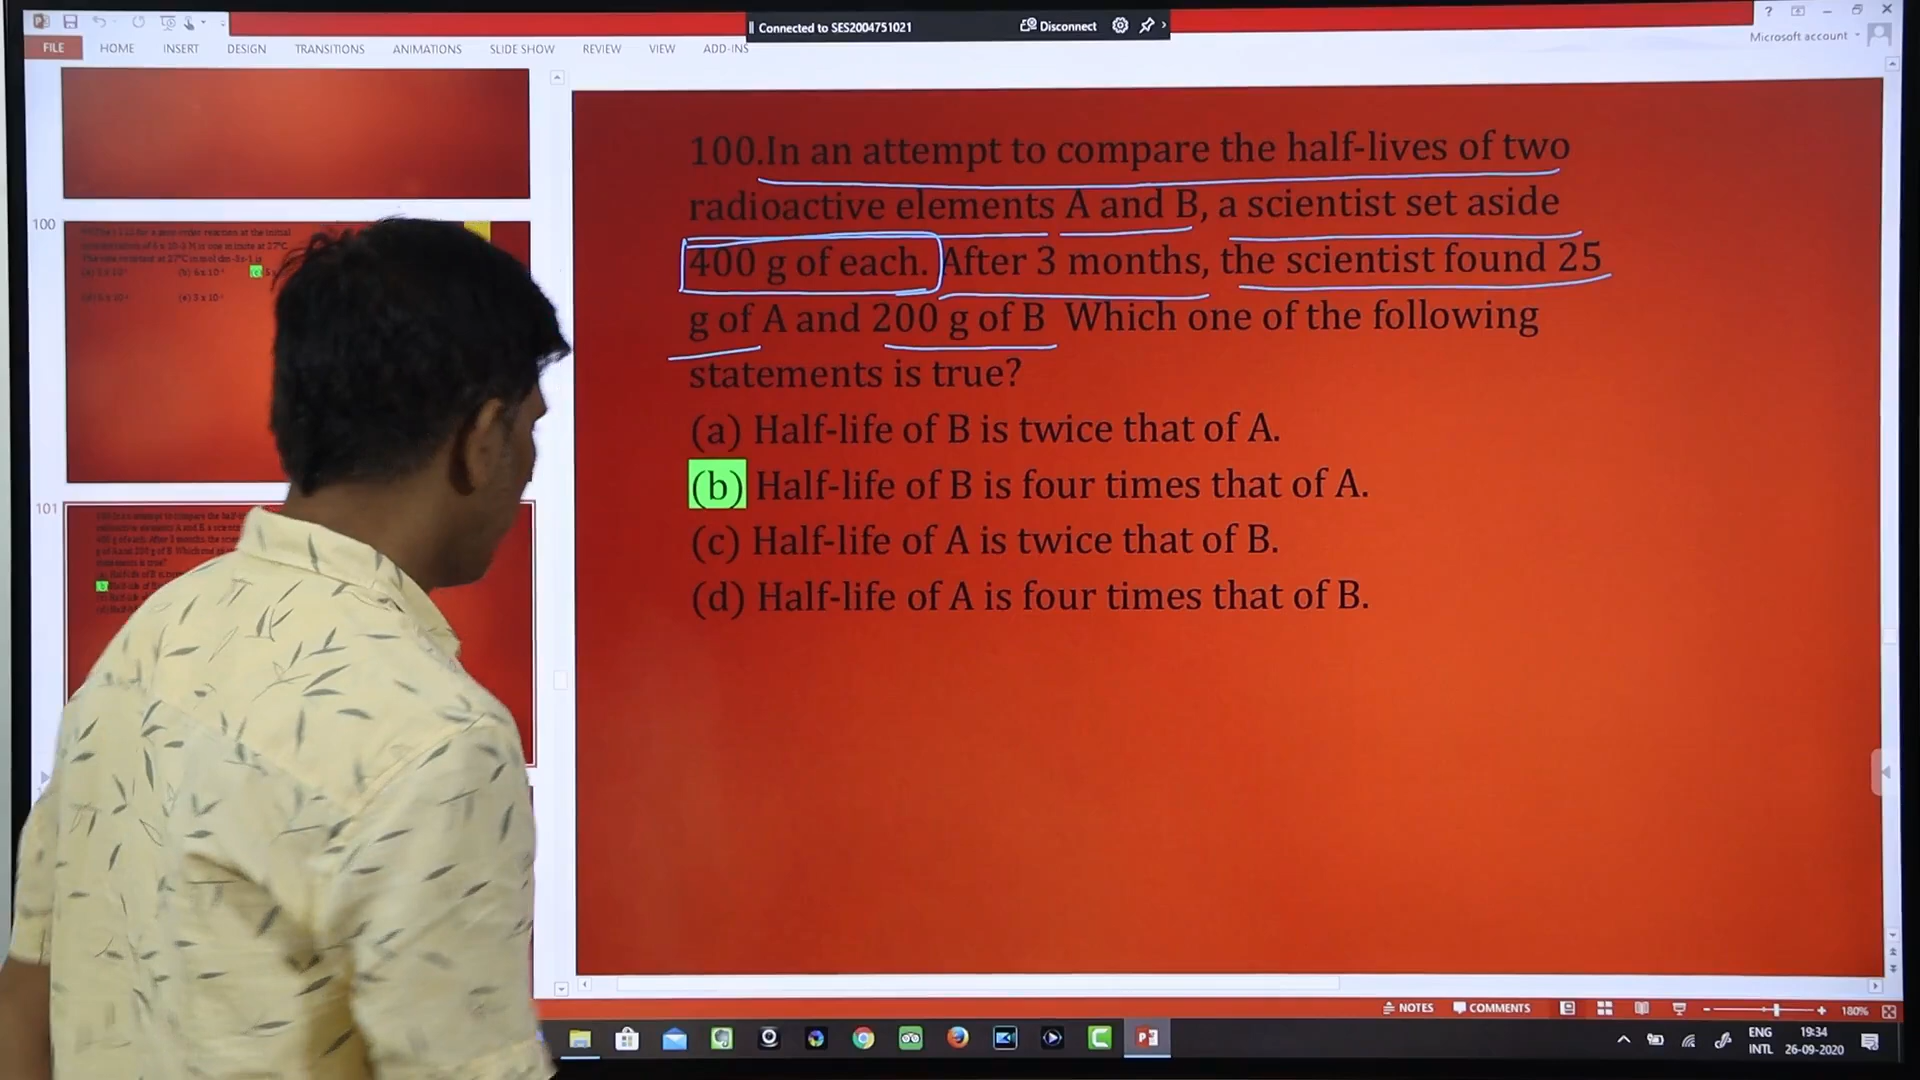 Connected to SES2004751021
Disconnect
?
FILE
HOME
INSERT
DESIGN
TRANSITIONS
ANIMATIONS
SLIDE SHOW
REVIEW
VIEW
ADD-INS
Microsoft account
100
101
100.In an attempt to compare the half-lives of two
radioactive elements A and B, a scientist set aside
400 g of each. After 3 months, the scientist found 25
g of A and 200 g of B Which one of the following
statements is true?
(a) Half-life of B is twice that of A.
(b) Half-life of B is four times that of A.
(c) Half-life of A is twice that of B.
(d) Half-life of A is four times that of B.
NOTES
COMMENTS
180%
ENG
INTL
19:34
26-09-2020